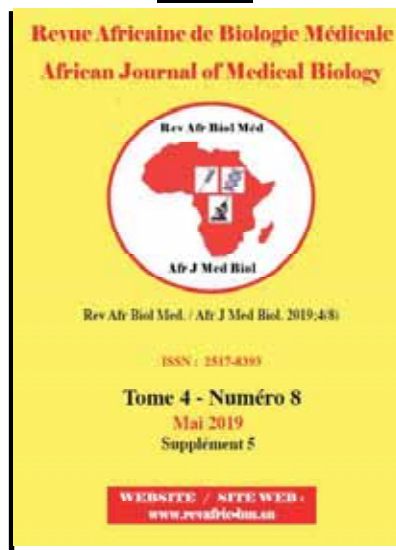 Revue Africaine de Biologie Médicale
African Journal of Medical Biology
Rev Afr Biol Méd
Afr J Med Biol
Rev Afr Biol Med. / Afr J Med Biol. 2019;4(8)
ISSN : 2517-8393
Tome 4 - Numéro 8
Mai 2019
Supplément 5
WEBSITE / SITE WEB :
www.revafric-bm.sn